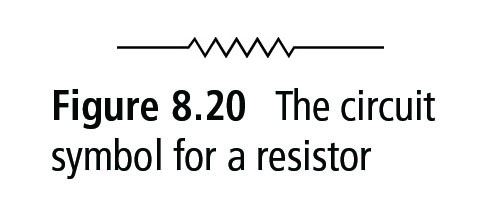 Figure 8.20 The circuit
symbol for a resistor